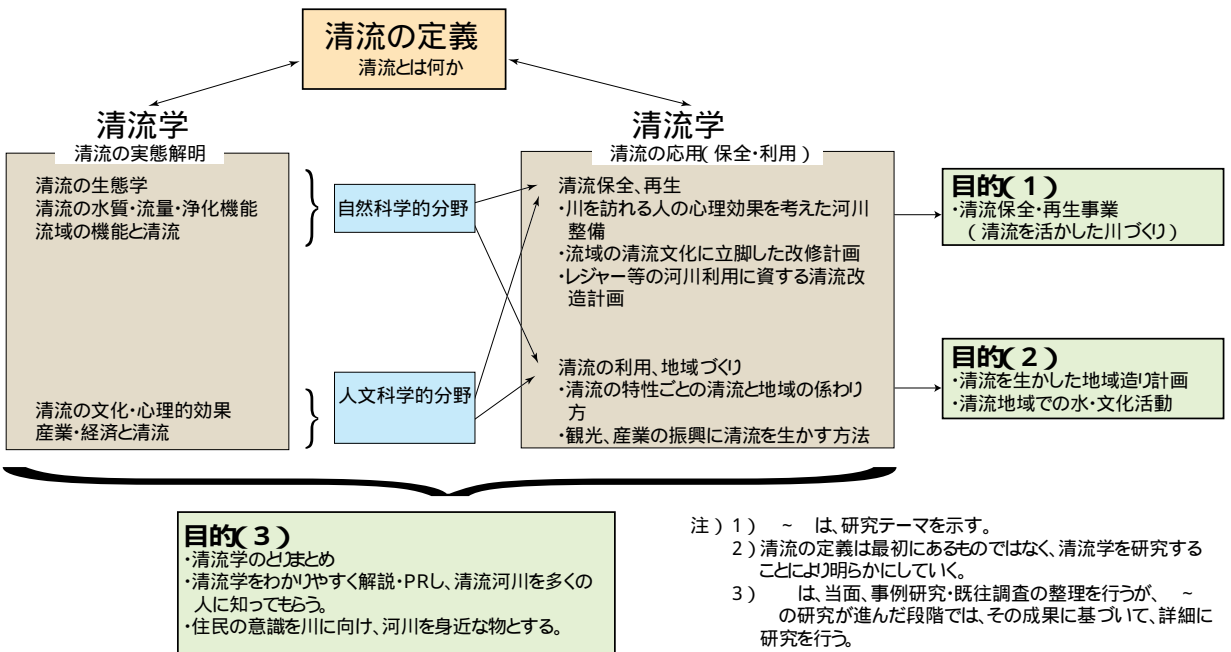 清流の定義
清流とは何か
清流学
清流の実態解明
清流の生態学
清流の水質・流量・浄化機能
流域の機能と清流
清流の文化・心理的効果
産業・経済と清流
自然科学的分野
人文科学的分野
清流学
清流の応用(保全・利用)
清流保全、再生
・川を訪れる人の心理効果を考えた河川
整備
・流域の清流文化に立脚した改修計画
・レジャー等の河川利用に資する清流改
造計画
清流の利用、地域づくり
・清流の特性ごとの清流と地域の係わり
方
・観光、産業の振興に清流を生かす方法
目的(1)
・清流保全・再生事業
(清流を活かした川づくり)
目的(2)
・清流を生かした地域造り計画
・清流地域での水・文化活動
目的(3)
・清流学のとりまとめ
・清流学をわかりやすく解説・PRし、清流河川を多くの
人に知ってもらう。
・住民の意識を川に向け、河川を身近な物とする。
注)1) ~ は、研究テーマを示す。
2)清流の定義は最初にあるものではなく、清流学を研究する
ことにより明らかにしていく。
3) は、当面、事例研究・既往調査の整理を行うが、 ~
の研究が進んだ段階では、その成果に基づいて、詳細に
研究を行う。